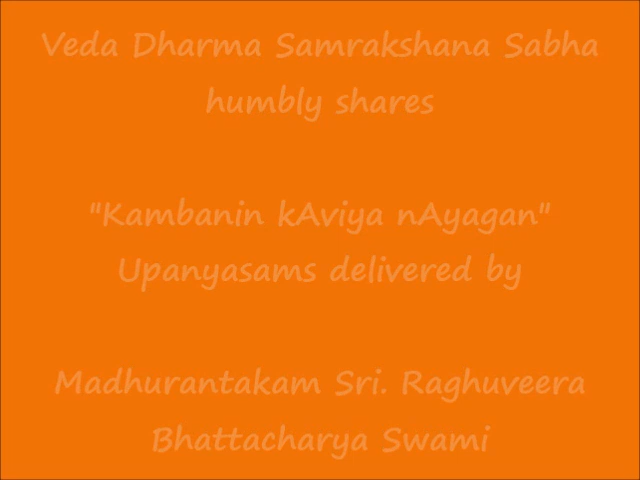 Veda Dharma Samrakshana Sabha
humbly shares
"Kambanin kAviya nAyagan"
Upanyasams delivered by
Madhurantakam Sri. Raghuveera
Bhattacharya Swami